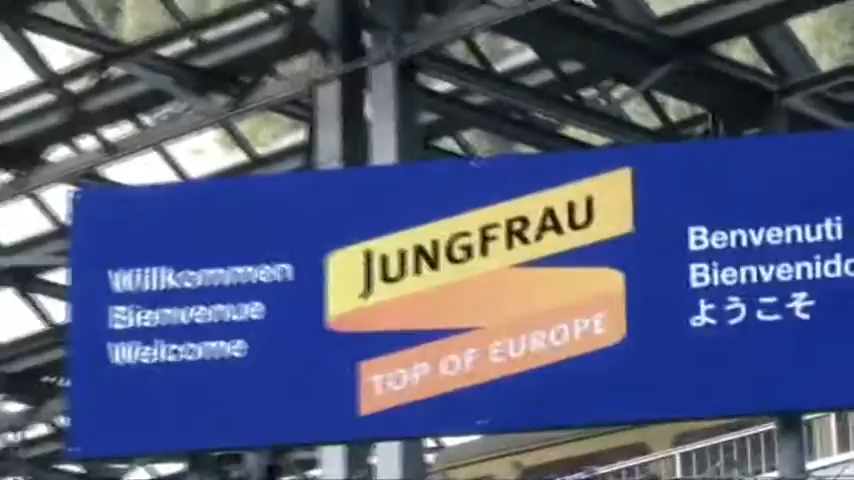 Willkommen
Bienvenue
Welcome
JUNGFRAU
TOP OF EUROPE
Benvenuti
Bienvenido
ようこそ